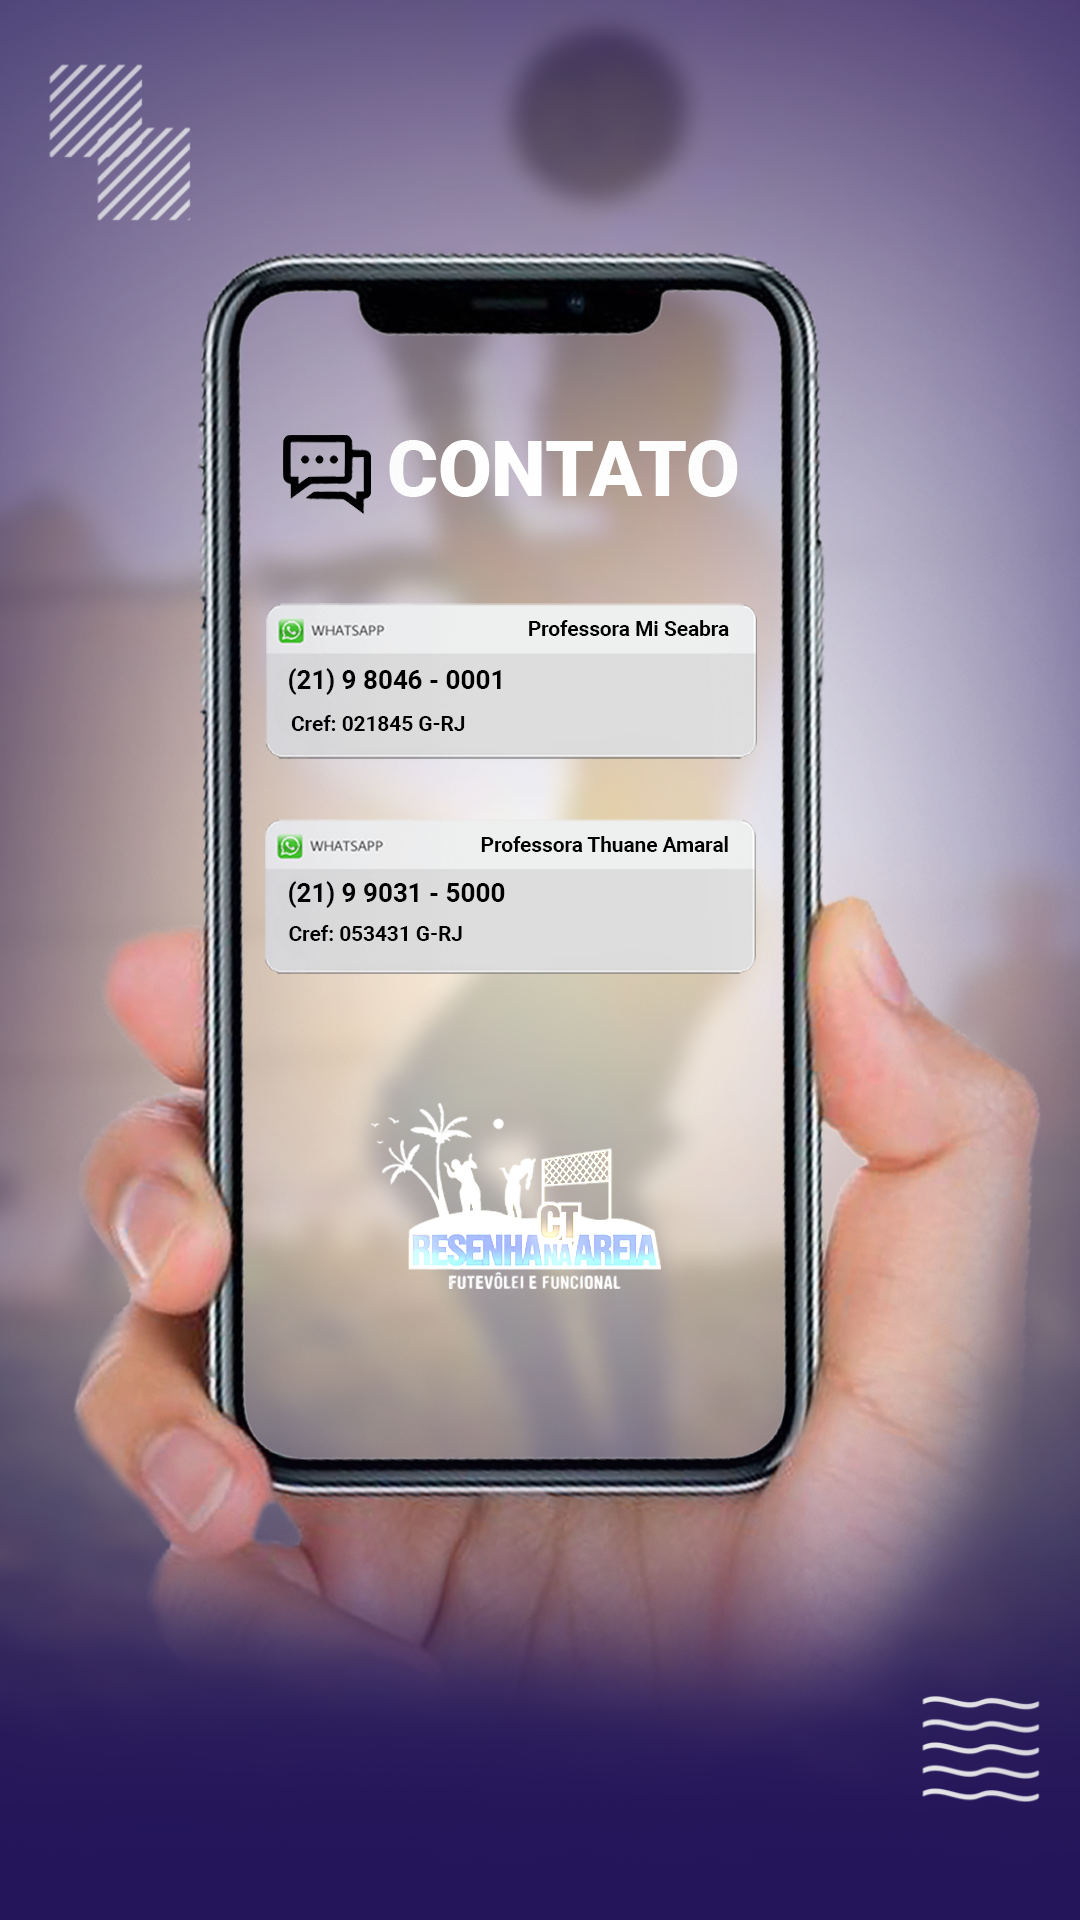 CONTATO
WHATSAPP
Professora Mi Seabra
(21) 9 8046 - 0001
Cref: 021845 G-RJ
WHATSAPP
Professora Thuane Amaral
(21) 9 9031 - 5000
Cref: 053431 G-RJ
CT
RESENHA NA AREIA
FUTEVÔLEI E FUNCIONAL